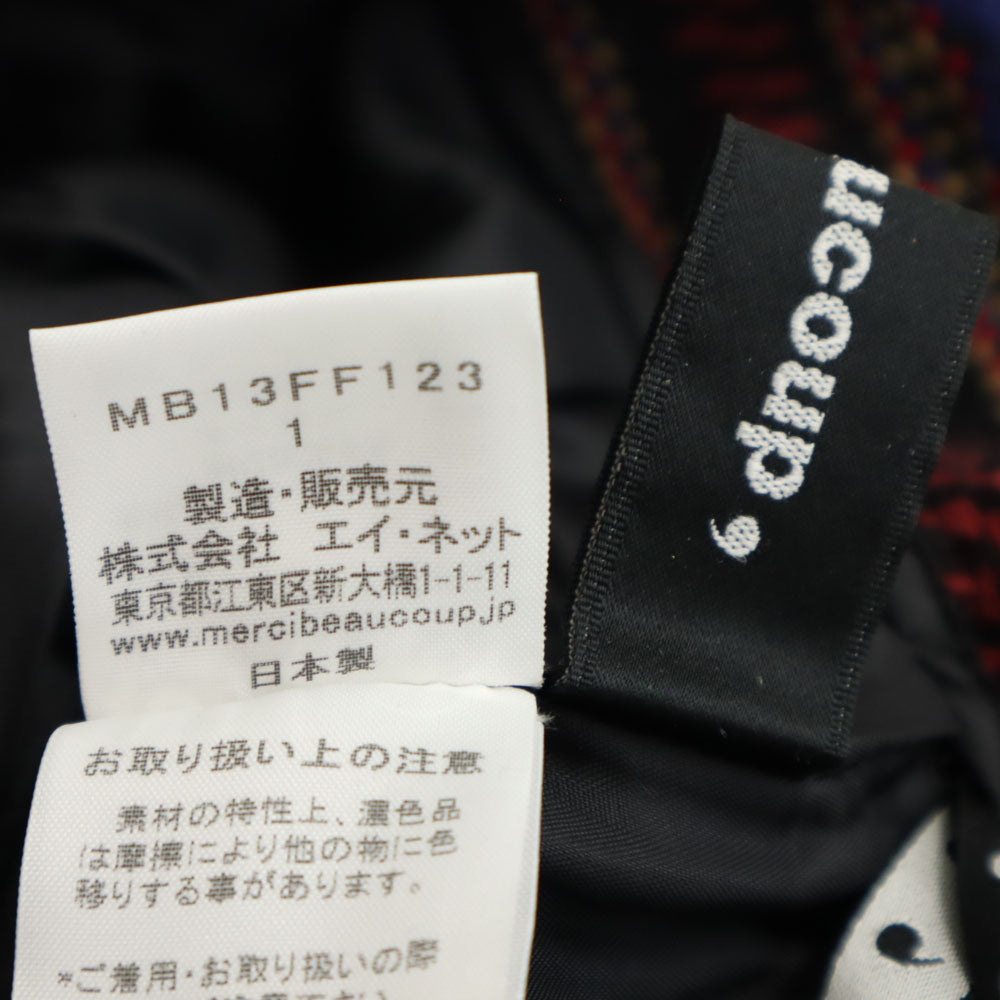 MB13FF123
1
製造・販売元
株式会社 エイ・ネット
東京都江東区新大橋1-1-11
www.mercibeaucoup.jp
日本製
お取り扱い上の注意
素材の特性上、濃色品
は摩擦により他の物に色
移りする事があります。
*ご着用・お取り扱いの際
ucoup,